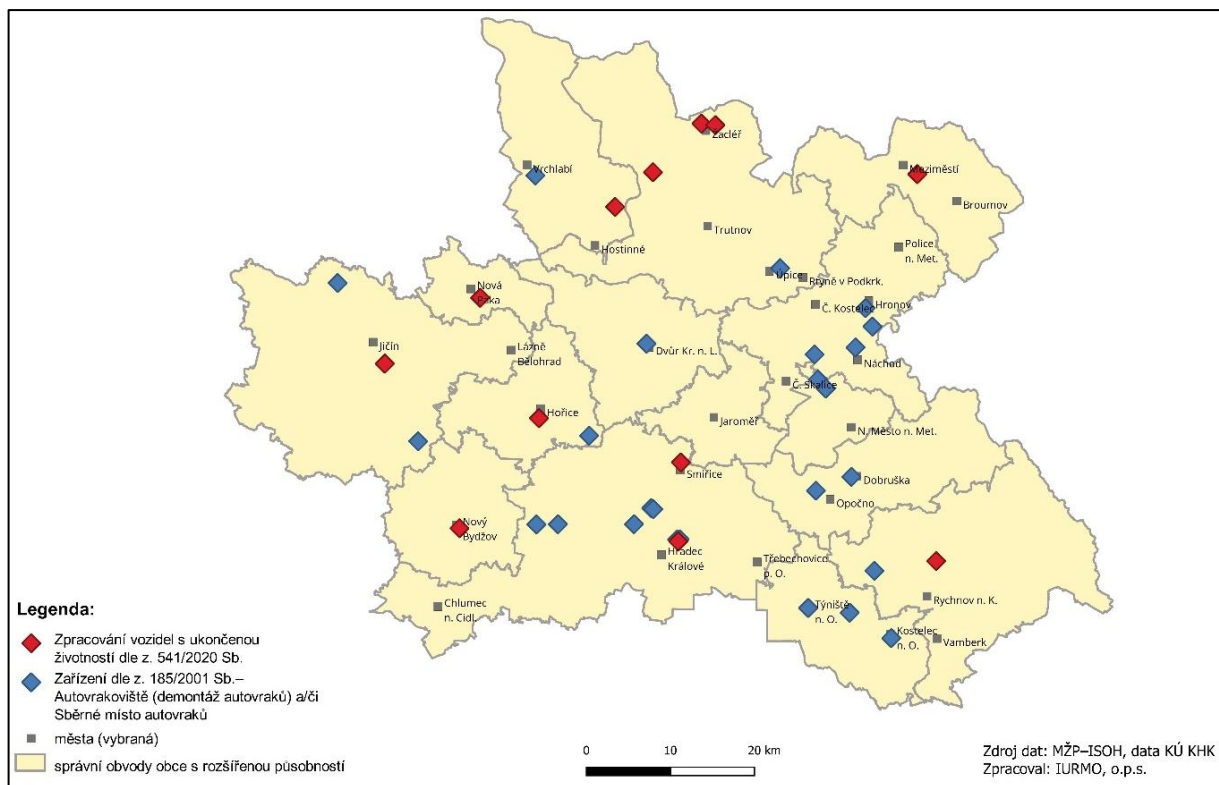 Žacléř
Vrchlabí
Meziměstí
Broumov
Trutnov
Hostinné
Police
n. Met.
Úpice
Rtyně v Podkrk.
Nová
Paka
Hronov
Č. Kostelec
Jičín
Lázně
Bělohrad
Dvůr Kr. n. L.
Náchod
Č. Skalice
Hořice
Jaroměř
N. Město n. Met.
Smiřice
Dobruška
Opočno
Nový
Bydžov
Hradec
Králové
Třebechovice
p. O.
Rychnov n. K.
Týniště
n. O.
Chlumec
n. Cidl.
Kostelec
n. O.
Vamberk
Legenda:
Zpracování vozidel s ukončenou
životností dle z. 541/2020 Sb.
Zařízení dle z. 185/2001 Sb.–
Autovrakoviště (demontáž autovraků) a/či
Sběrné místo autovraků
města (vybraná)
správní obvody obce s rozšířenou působností
0 10 20 km
Zdroj dat: MŽP–ISOH, data KÚ KHK
Zpracoval: IURMO, o.p.s.